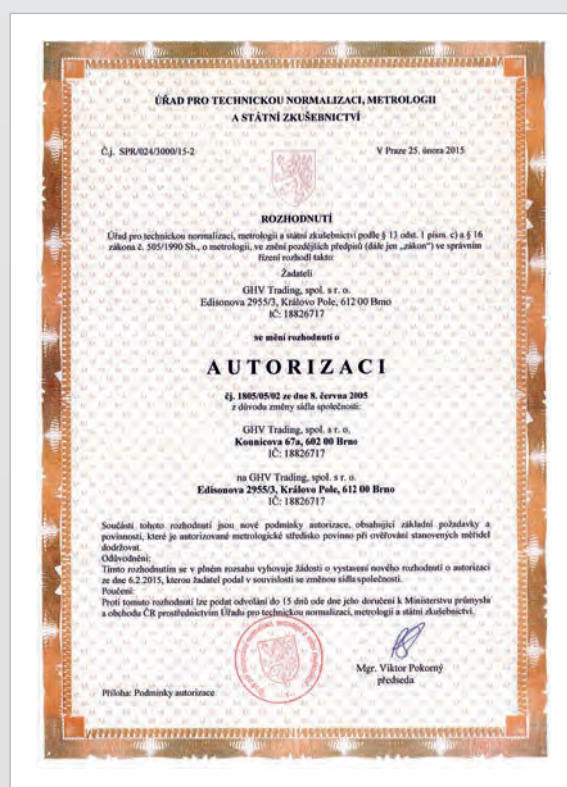 ÚŘAD PRO TECHNICKOU NORMALIZACI, METROLOGII
A STÁTNÍ ZKUŠEBNICTVÍ
Č.j. SPR/024/3000/15-2
V Praze 25. února 2015
ROZHODNUTÍ
Úřad pro technickou normalizaci, metrologii a státní zkušebnictví podle § 13 odst. 1 písm. c) a § 16
zákona č. 505/1990 Sb., o metrologii, ve znění pozdějších předpisů (dále jen „zákon“) ve správním
řízení rozhodl takto:
Žadateli
GHV Trading, spol. s r. o.
Edisonova 2955/3, Královo Pole, 612 00 Brno
IČ: 18826717
se mění rozhodnutí o
AUTORIZACI
čj. 1805/05/02 ze dne 8. června 2005
z důvodu změny sídla společnosti:
GHV Trading, spol. s r. o.
Kounicova 67a, 602 00 Brno
IČ: 18826717
na GHV Trading, spol. s r. o.
Edisonova 2955/3, Královo Pole, 612 00 Brno
IČ: 18826717
Součástí tohoto rozhodnutí jsou nové podmínky autorizace, obsahující základní požadavky a
povinnosti, které je autorizované metrologické středisko povinno při ověřování stanovených měřidel
dodržovat.
Odůvodnění:
Tímto rozhodnutím se v plném rozsahu vyhovuje žádosti o vystavení nového rozhodnutí o autorizaci
ze dne 6.2.2015, kterou žadatel podal v souvislosti se změnou sídla společnosti.
Poučení:
Proti tomuto rozhodnutí lze podat odvolání do 15 dnů ode dne jeho doručení k Ministerstvu průmyslu
a obchodu ČR prostřednictvím Úřadu pro technickou normalizaci, metrologii a státní zkušebnictví.
Mgr. Viktor Pokorný
předseda
Příloha: Podmínky autorizace